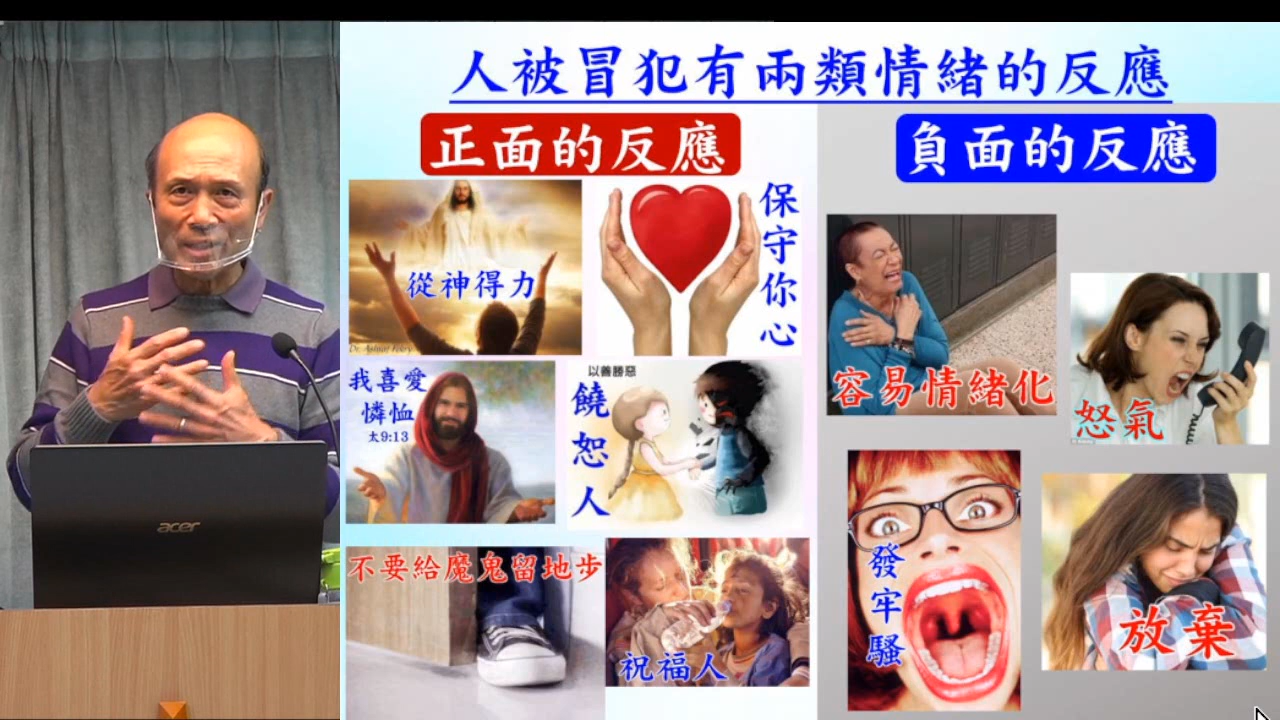 人被冒犯有兩類情緒的反應
正面的反應
從神得力
保守你心
我喜愛
憐恤
太9:13
以善勝惡
饒恕人
不要給魔鬼留地步
祝福人
負面的反應
容易情緒化
怒氣
發牢騷
放棄
acer